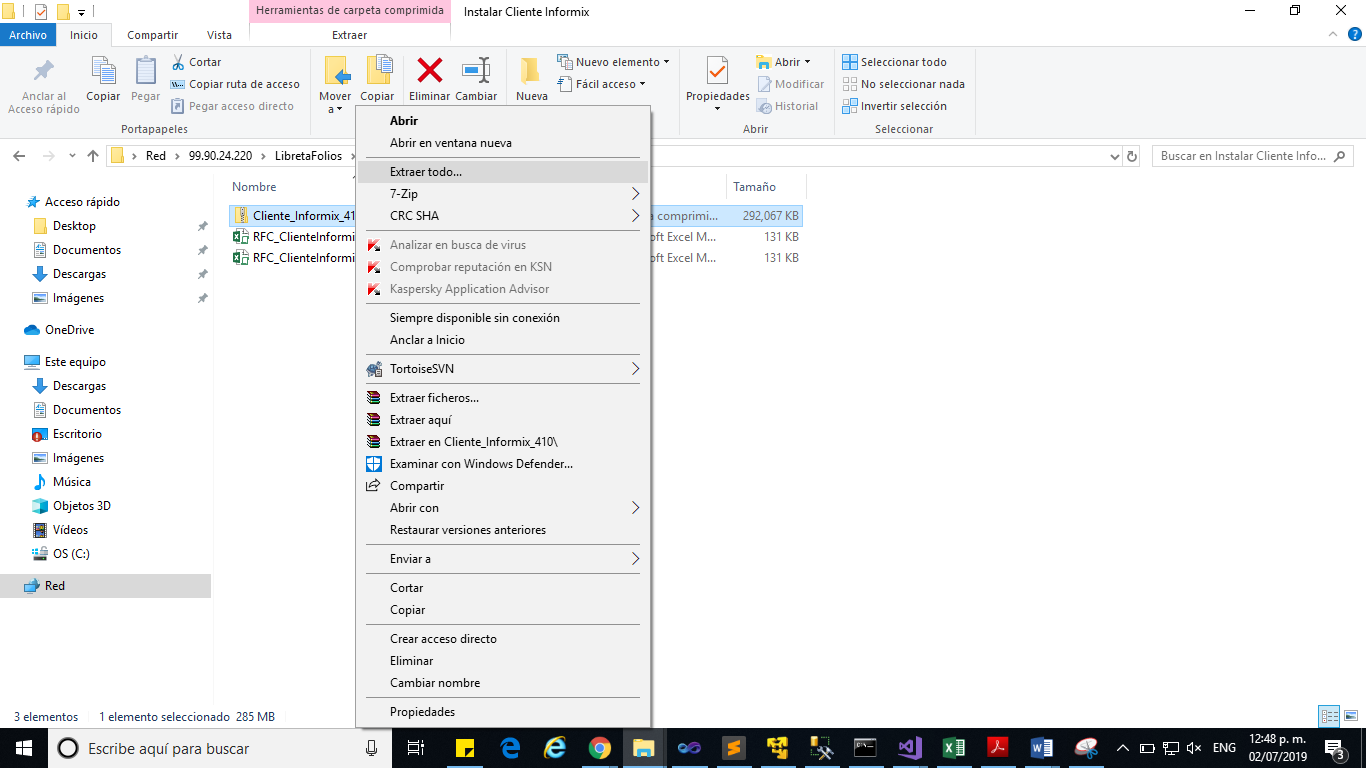 Herramientas de carpeta comprimida
Instalar Cliente Informix
Archivo
Inicio
Compartir
Vista
Extraer
Anclar al
Acceso rápido
Copiar
Pegar
Cortar
Copiar ruta de acceso
Pegar acceso directo
Portapapeles
Mover
a
Copiar
Eliminar
Cambiar
Nueva
Nuevo elemento
Fácil acceso
Propiedades
Abrir
Modificar
Historial
Abrir
Seleccionar todo
No seleccionar nada
Invertir selección
Seleccionar
Red > 99.90.24.220 > LibretaFolios >
Buscar en Instalar Cliente Info...
Acceso rápido
Desktop
Documentos
Descargas
Imágenes
OneDrive
Este equipo
Descargas
Documentos
Escritorio
Imágenes
Música
Objetos 3D
Vídeos
OS (C:)
Red
Nombre
Tamaño
Cliente_Informix_41
a comprimi...
292,067 KB
RFC_ClienteInformi
oft Excel M...
131 KB
RFC_ClienteInformi
oft Excel M...
131 KB
Abrir
Abrir en ventana nueva
Extraer todo...
7-Zip
CRC SHA
Analizar en busca de virus
Comprobar reputación en KSN
Kaspersky Application Advisor
Siempre disponible sin conexión
Anclar a Inicio
TortoiseSVN
Extraer ficheros...
Extraer aquí
Extraer en Cliente_Informix_410\
Examinar con Windows Defender...
Compartir
Abrir con
Restaurar versiones anteriores
Enviar a
Cortar
Copiar
Crear acceso directo
Eliminar
Cambiar nombre
Propiedades
3 elementos
1 elemento seleccionado 285 MB
Escribe aquí para buscar
ENG
12:48 p. m.
02/07/2019
3